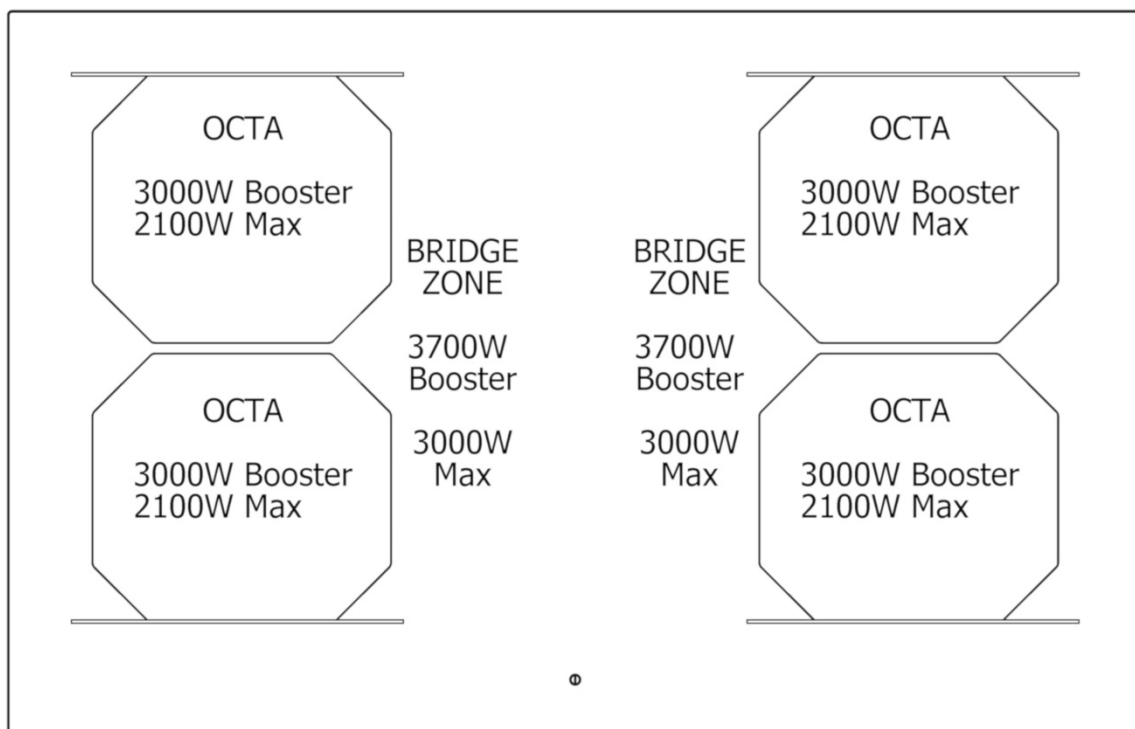 OCTA
3000W Booster
2100W Max
BRIDGE
ZONE
3700W
Booster
3000W
Max
OCTA
3000W Booster
2100W Max
BRIDGE
ZONE
3700W
Booster
3000W
Max
OCTA
3000W Booster
2100W Max
OCTA
3000W Booster
2100W Max